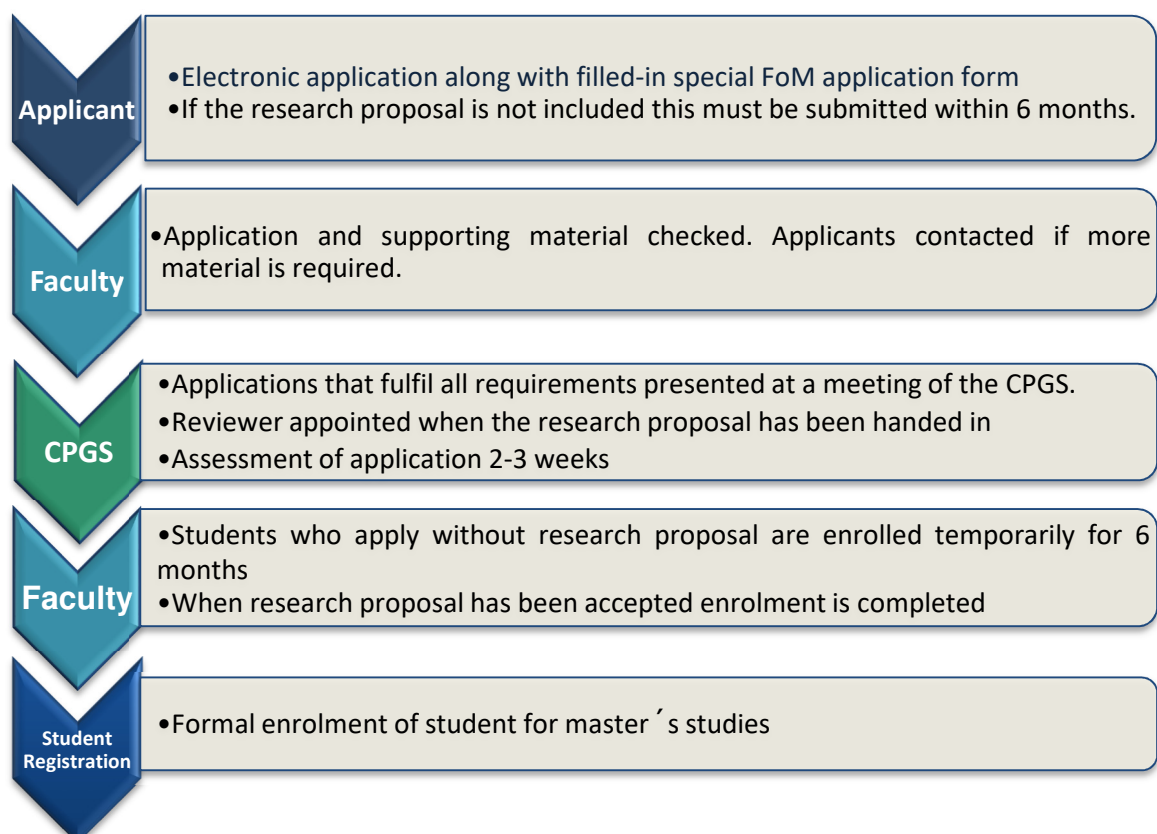 Applicant
•Electronic application along with filled-in special FoM application form
•If the research proposal is not included this must be submitted within 6 months.
Faculty
•Application and supporting material checked. Applicants contacted if more
material is required.
CPGS
•Applications that fulfil all requirements presented at a meeting of the CPGS.
•Reviewer appointed when the research proposal has been handed in
•Assessment of application 2-3 weeks
Faculty
•Students who apply without research proposal are enrolled temporarily for 6
months
•When research proposal has been accepted enrolment is completed
Student
Registration
•Formal enrolment of student for master´s studies